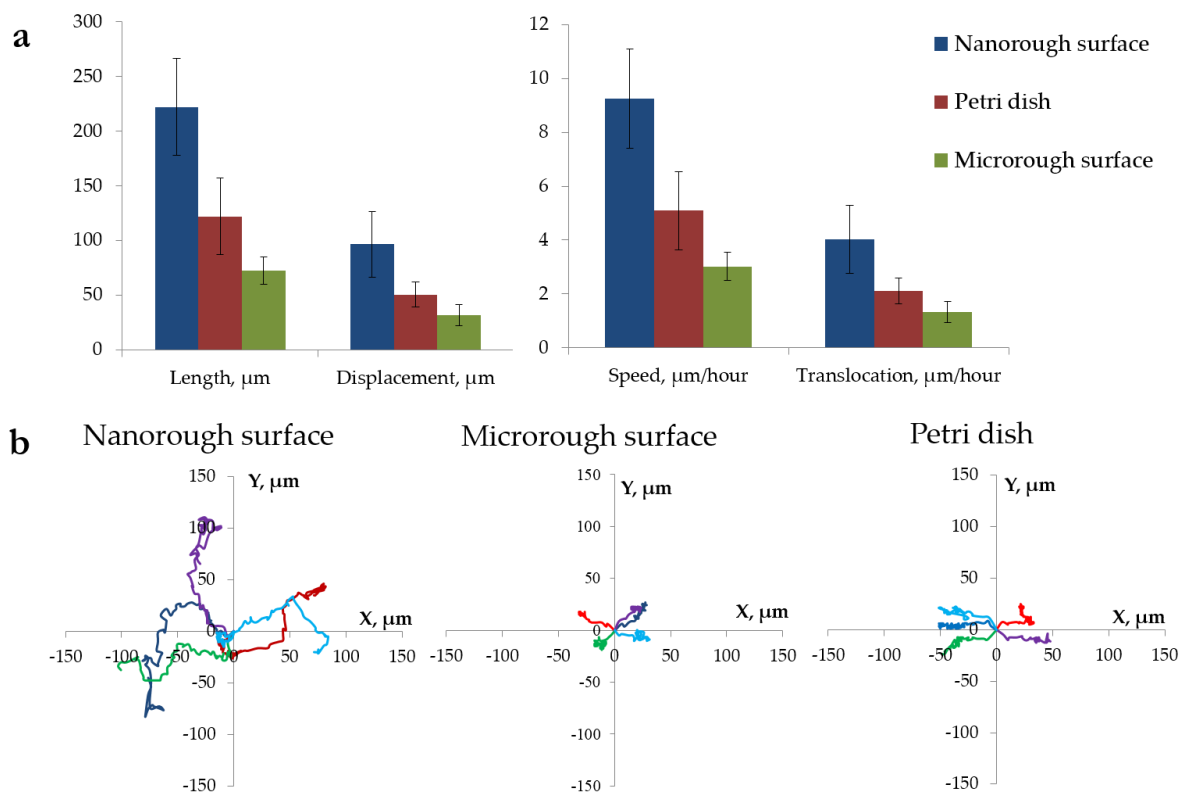 a
300
250
200
150
100
50
0
Length, µm Displacement, µm
12
10
8
6
4
2
0
Speed, µm/hour Translocation, µm/hour
Nanorough surface
Petri dish
Microrough surface
b
Nanorough surface
Y, µm
X, µm
150
100
50
0
-50
-100
-150
-150 -100 -50 0 50 100 150
Microrough surface
Y, µm
X, µm
150
100
50
0
-50
-100
-150
-150 -100 -50 0 50 100 150
Petri dish
Y, µm
X, µm
150
100
50
0
-50
-100
-150
-150 -100 -50 0 50 100 150